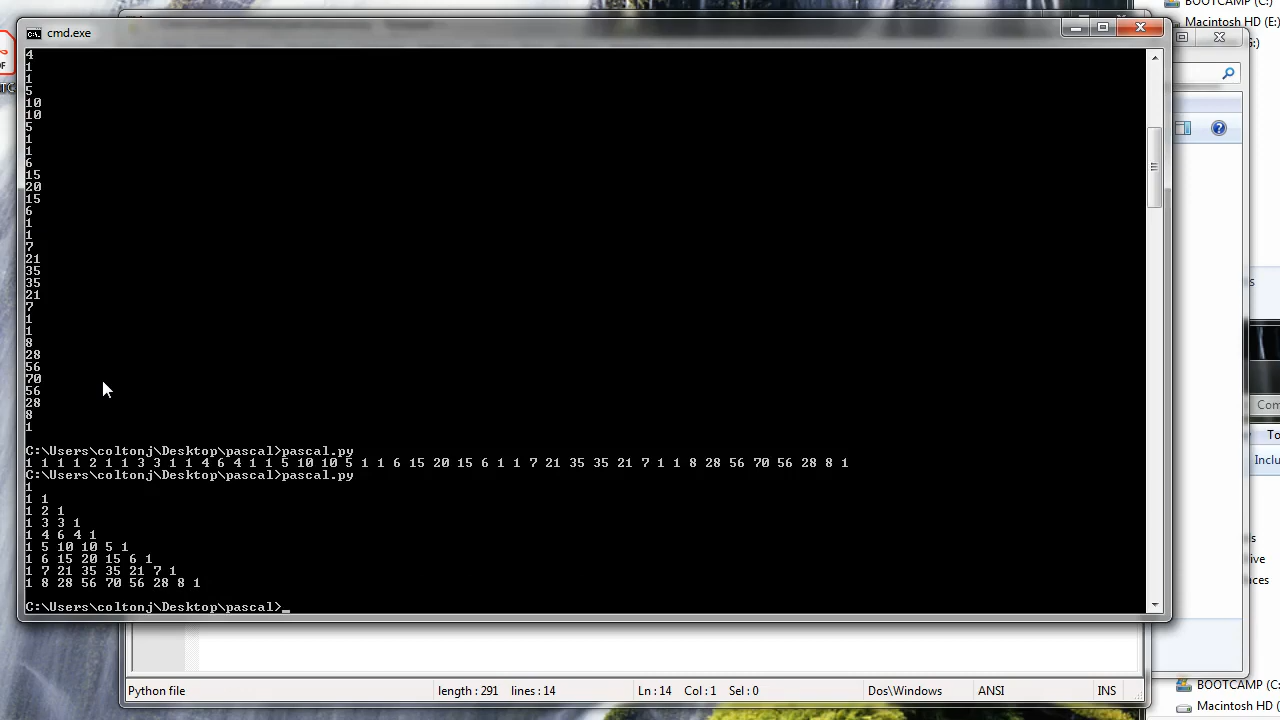 BOOTCAMP (C:)
cmd.exe
Macintosh HD (E:)
4
1
1
5
10
10
5
1
1
6
15
20
15
6
1
1
7
21
35
35
21
7
1
1
8
28
56
70
56
28
8
1
C:\Users\coltonj\Desktop\pascal>pascal.py
1 1 1 1 2 1 1 3 3 1 1 4 6 4 1 1 5 10 10 5 1 1 6 15 20 15 6 1 1 7 21 35 35 21 7 1 1 8 28 56 70 56 28 8 1
C:\Users\coltonj\Desktop\pascal>pascal.py
1
1 1
1 2 1
1 3 3 1
1 4 6 4 1
1 5 10 10 5 1
1 6 15 20 15 6 1
1 7 21 35 35 21 7 1
1 8 28 56 70 56 28 8 1
C:\Users\coltonj\Desktop\pascal>_
Python file length : 291 lines : 14 Ln : 14 Col : 1 Sel : 0 Dos\Windows ANSI INS
BOOTCAMP (C:
Macintosh HD (